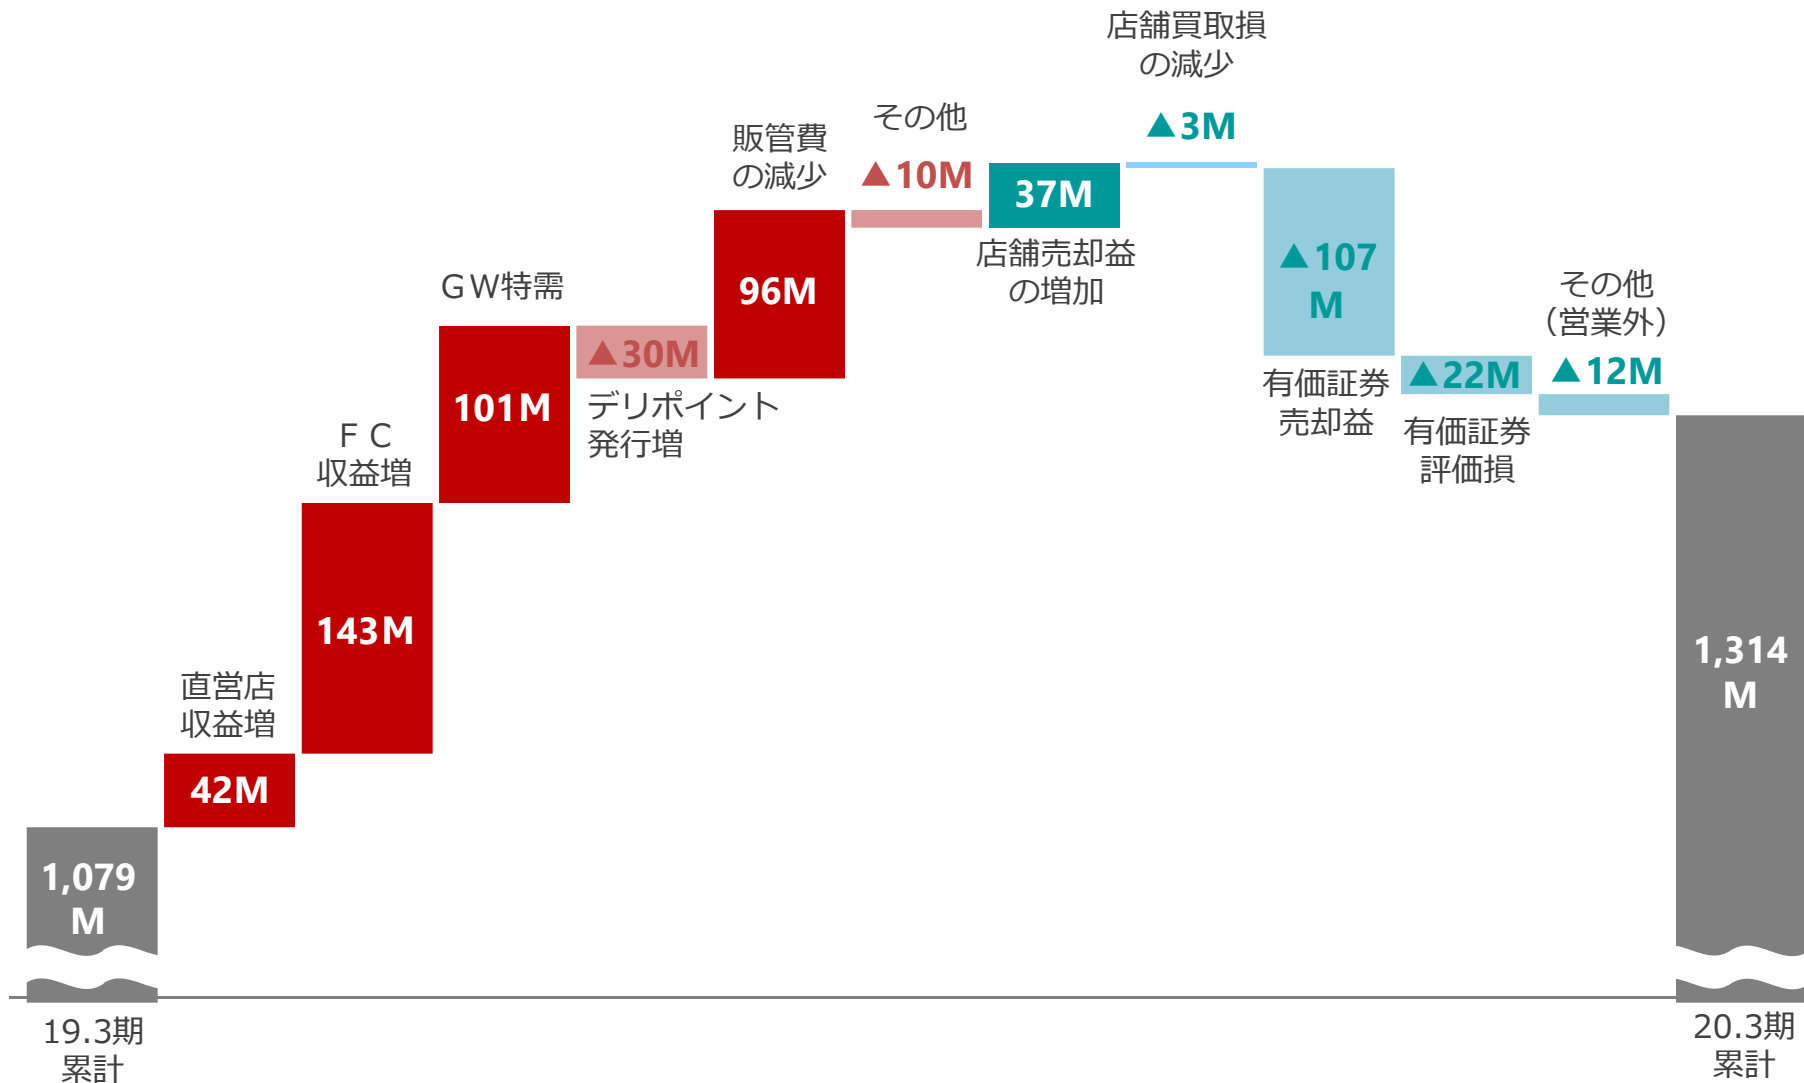 店舗買取損
の減少
▲3M
その他
▲10M
販管費
の減少
96M
37M
店舗売却益
の増加
▲107
M
有価証券
売却益
その他
（営業外）
▲12M
▲22M
有価証券
評価損
ＧＷ特需
101M
▲30M
デリポイント
発行増
ＦＣ
収益増
143M
直営店
収益増
42M
1,079
M
1,314
M
19.3期
累計
20.3期
累計